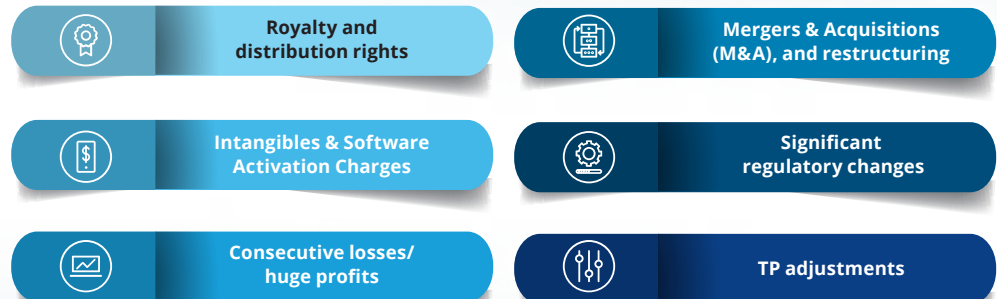 Royalty and
distribution rights
Mergers & Acquisitions
(M&A), and restructuring
Intangibles & Software
Activation Charges
Significant
regulatory changes
Consecutive losses/
huge profits
TP adjustments